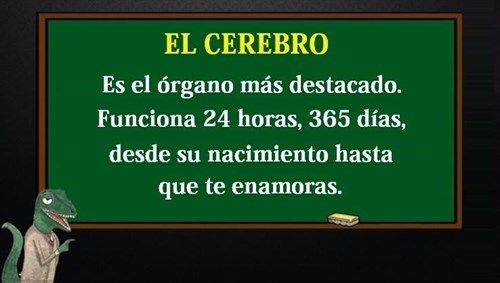 EL CEREBRO
Es el órgano más destacado.
Funciona 24 horas, 365 días,
desde su nacimiento hasta
que te enamoras.